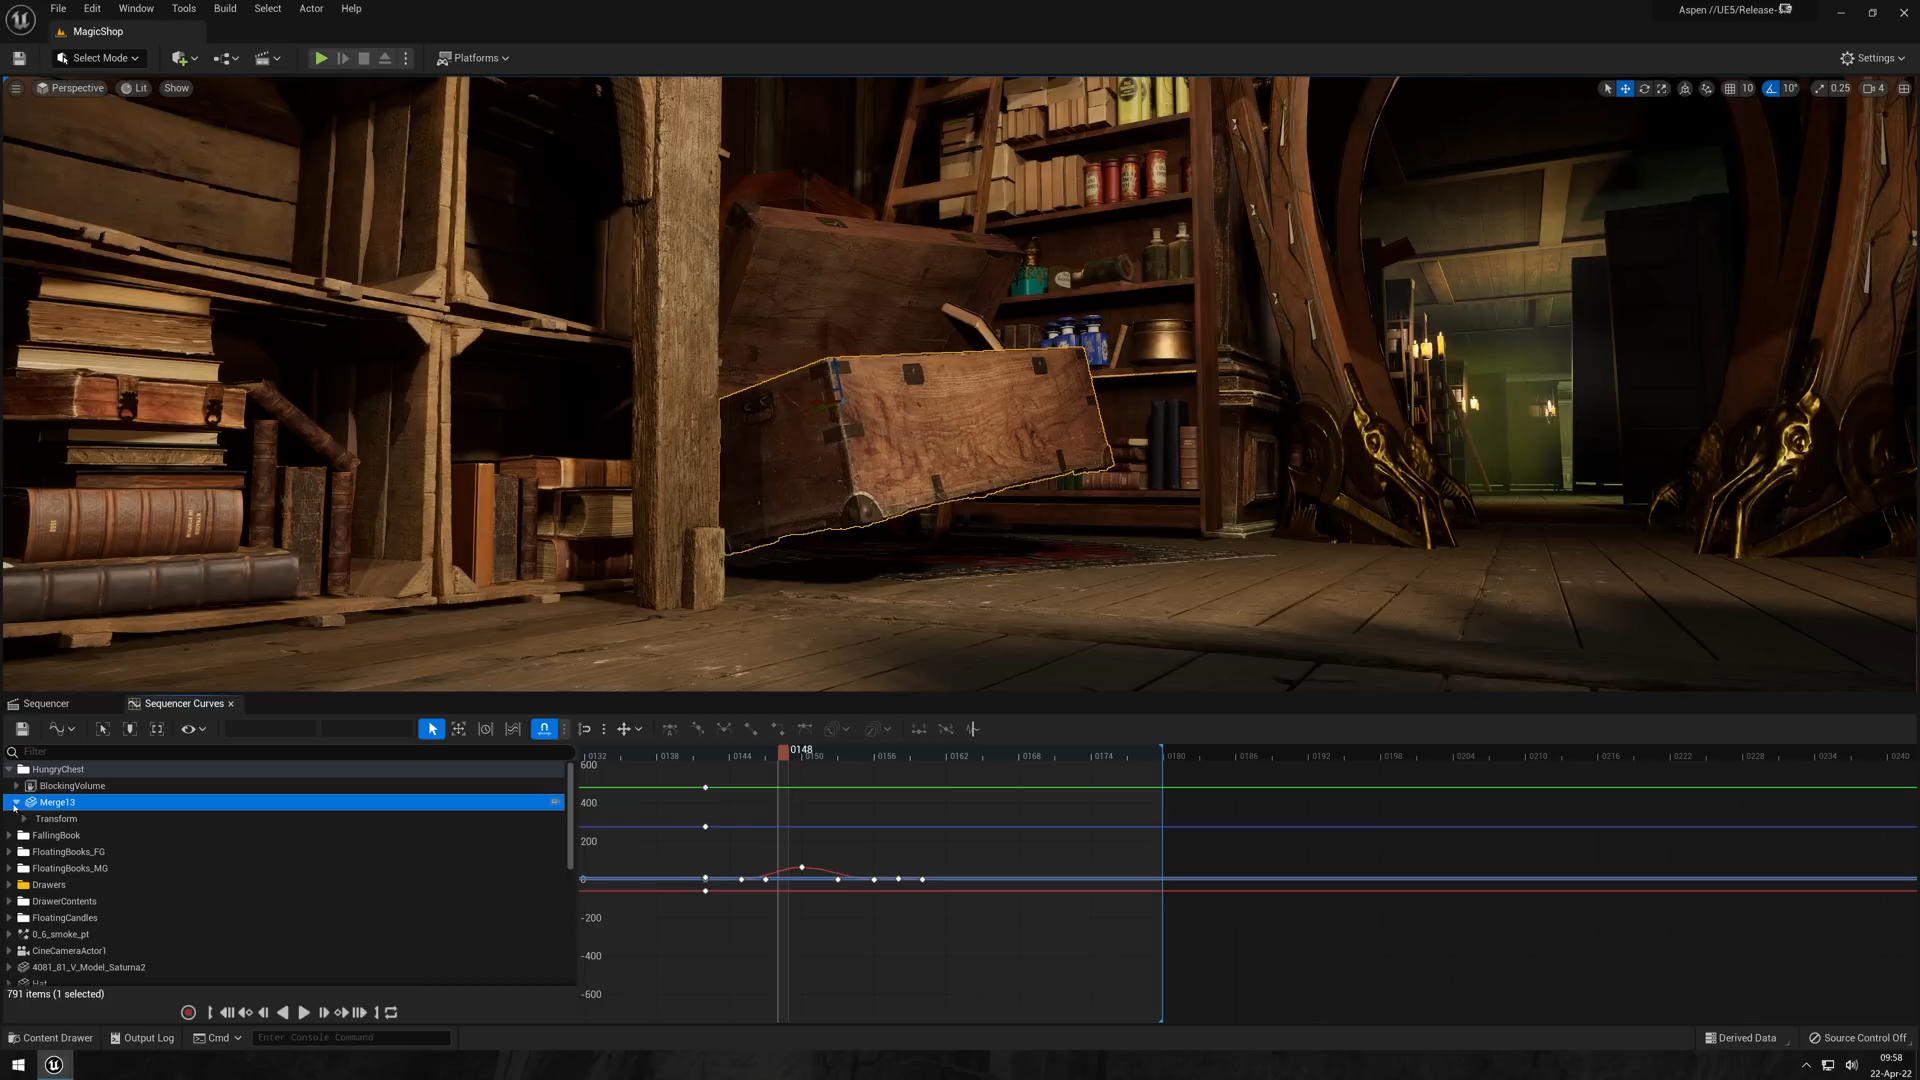 File Edit Window Tools Build Select Actor Help
Aspen //UE5/Release-
MagicShop
Select Mode
Platforms
Settings
Perspective Lit Show
10 10° 0.25 4
Sequencer Sequencer Curves
Filter
HungryChest
BlockingVolume
Merge13
Transform
FallingBook
FloatingBooks_FG
FloatingBooks_MG
Drawers
DrawerContents
FloatingCandles
0_6_smoke_pt
CineCameraActor1
4081_81_V_Model_Saturna2
Hat
791 items (1 selected)
0148
0132 0138 0144 0150 0156 0162 0168 0174 0180 0186 0192 0198 0204 0210 0216 0222 0228 0234 0240
600
400
200
0
-200
-400
-600
Content Drawer Output Log Cmd Enter Console Command
Derived Data Source Control Off
09:58
22-Apr-22